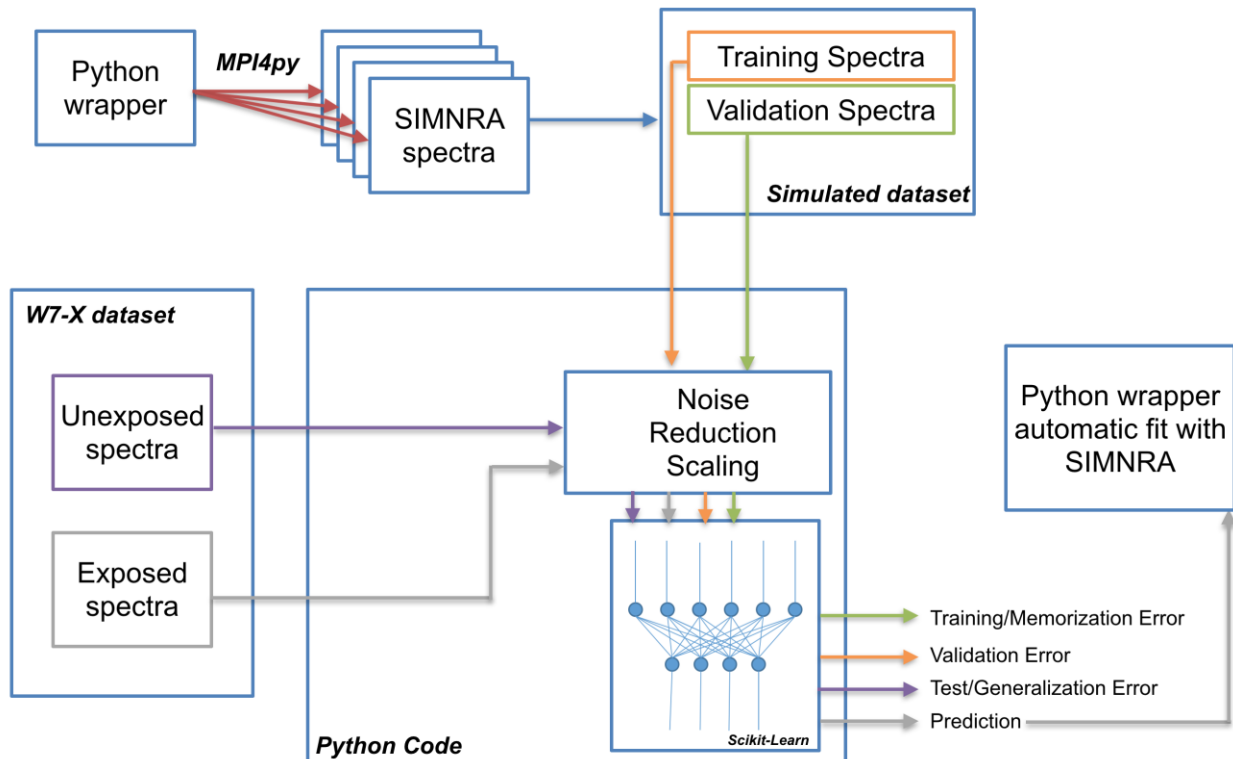 Python
wrapper
MPI4py
SIMNRA
spectra
Training Spectra
Validation Spectra
Simulated dataset
W7-X dataset
Unexposed
spectra
Exposed
spectra
Noise
Reduction
Scaling
Python wrapper
automatic fit with
SIMNRA
Training/Memorization Error
Validation Error
Test/Generalization Error
Prediction
Scikit-Learn
Python Code